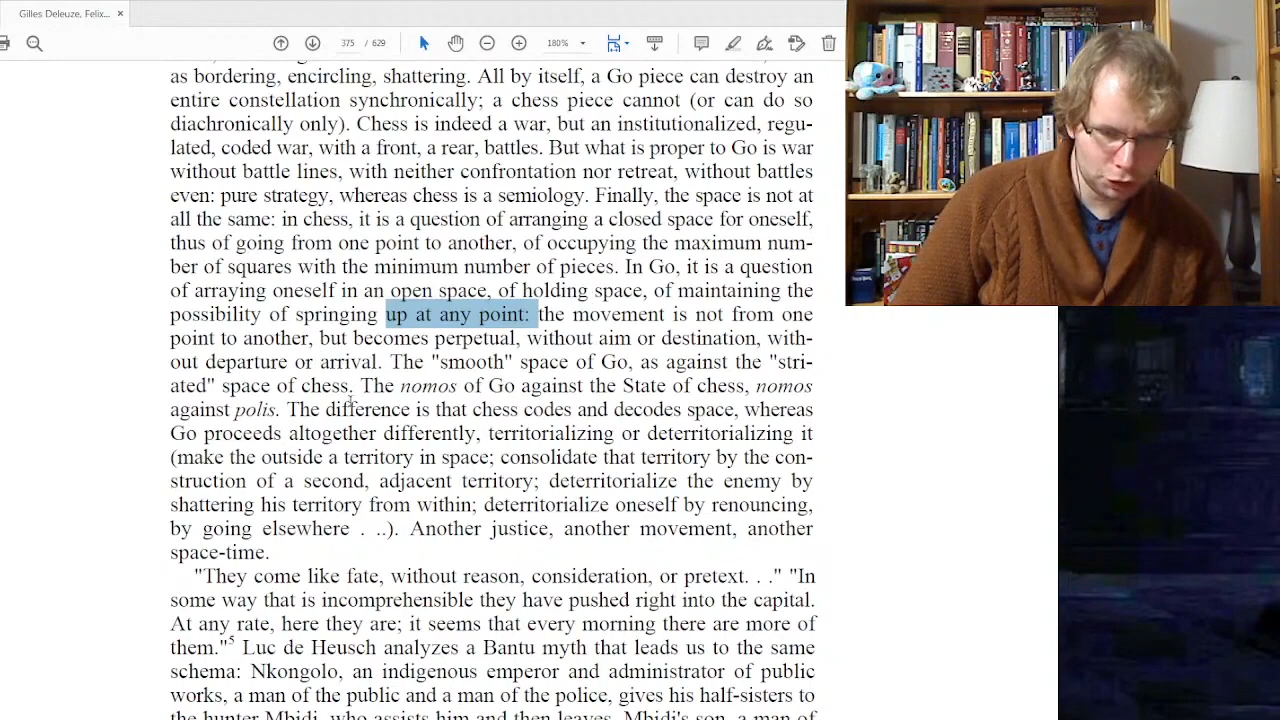 Gilles Deleuze, Felix...
375 / 629
180%
as bordering, encircling, shattering. All by itself, a Go piece can destroy an
entire constellation synchronically; a chess piece cannot (or can do so
diachronically only). Chess is indeed a war, but an institutionalized, regu-
lated, coded war, with a front, a rear, battles. But what is proper to Go is war
without battle lines, with neither confrontation nor retreat, without battles
even: pure strategy, whereas chess is a semiology. Finally, the space is not at
all the same: in chess, it is a question of arranging a closed space for oneself,
thus of going from one point to another, of occupying the maximum num-
ber of squares with the minimum number of pieces. In Go, it is a question
of arraying oneself in an open space, of holding space, of maintaining the
possibility of springing up at any point: the movement is not from one
point to another, but becomes perpetual, without aim or destination, with-
out departure or arrival. The "smooth" space of Go, as against the "stri-
ated" space of chess. The nomos of Go against the State of chess, nomos
against polis. The difference is that chess codes and decodes space, whereas
Go proceeds altogether differently, territorializing or deterritorializing it
(make the outside a territory in space; consolidate that territory by the con-
struction of a second, adjacent territory; deterritorialize the enemy by
shattering his territory from within; deterritorialize oneself by renouncing,
by going elsewhere . ..). Another justice, another movement, another
space-time.
"They come like fate, without reason, consideration, or pretext. . ." "In
some way that is incomprehensible they have pushed right into the capital.
At any rate, here they are; it seems that every morning there are more of
them."5 Luc de Heusch analyzes a Bantu myth that leads us to the same
schema: Nkongolo, an indigenous emperor and administrator of public
works, a man of the public and a man of the police, gives his half-sisters to
the hunter Mbidi, who assists him and then leaves. Mbidi's son, a man of